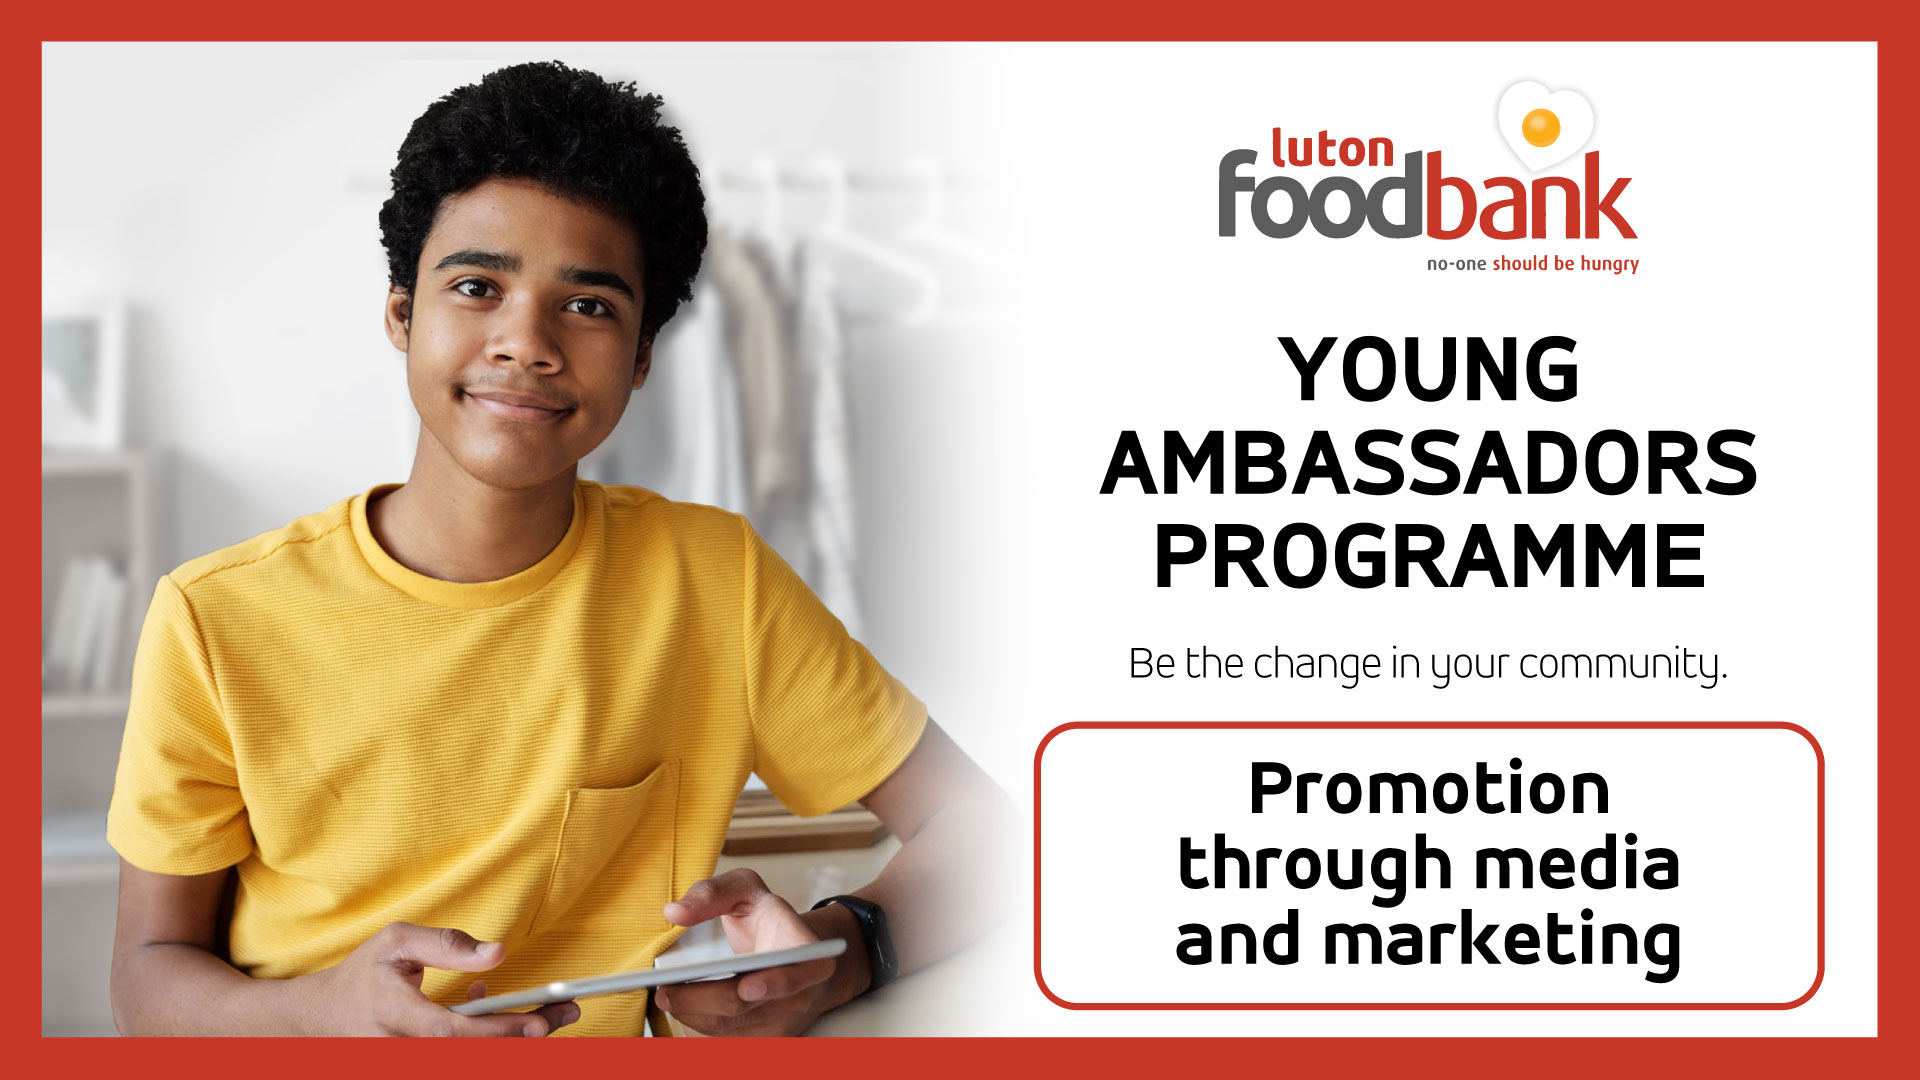 luton
foodbank
no-one should be hungry
YOUNG
AMBASSADORS
PROGRAMME
Be the change in your community.
Promotion
through media
and marketing